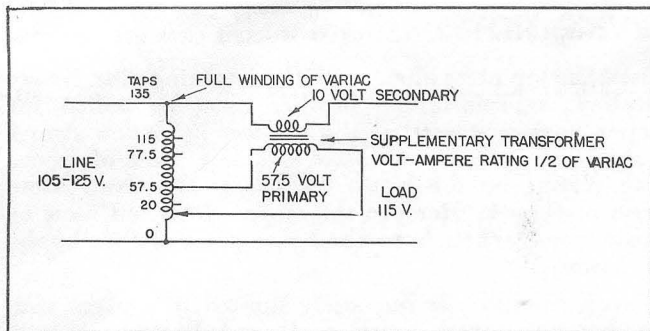 TAPS
135
FULL WINDING OF VARIAC
10 VOLT SECONDARY
115
77.5
SUPPLEMENTARY TRANSFORMER
VOLT-AMPERE RATING 1/2 OF VARIAC
LINE
105-125 V.
57.5
57.5 VOLT
PRIMARY
LOAD
115 V.
20
0